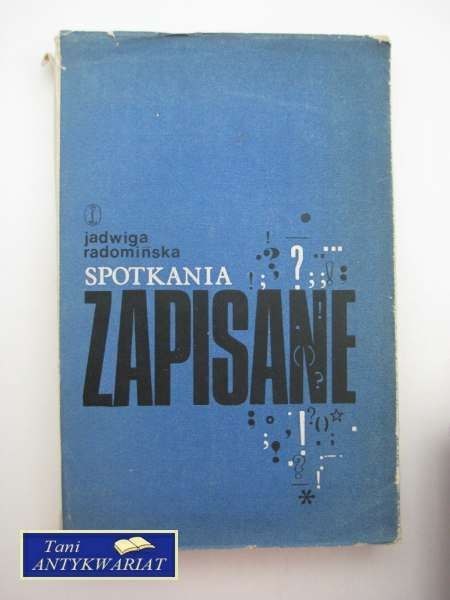 jadwiga
radomińska
SPOTKANIA
ZAPISANE
Tani
ANTYKWARIAT